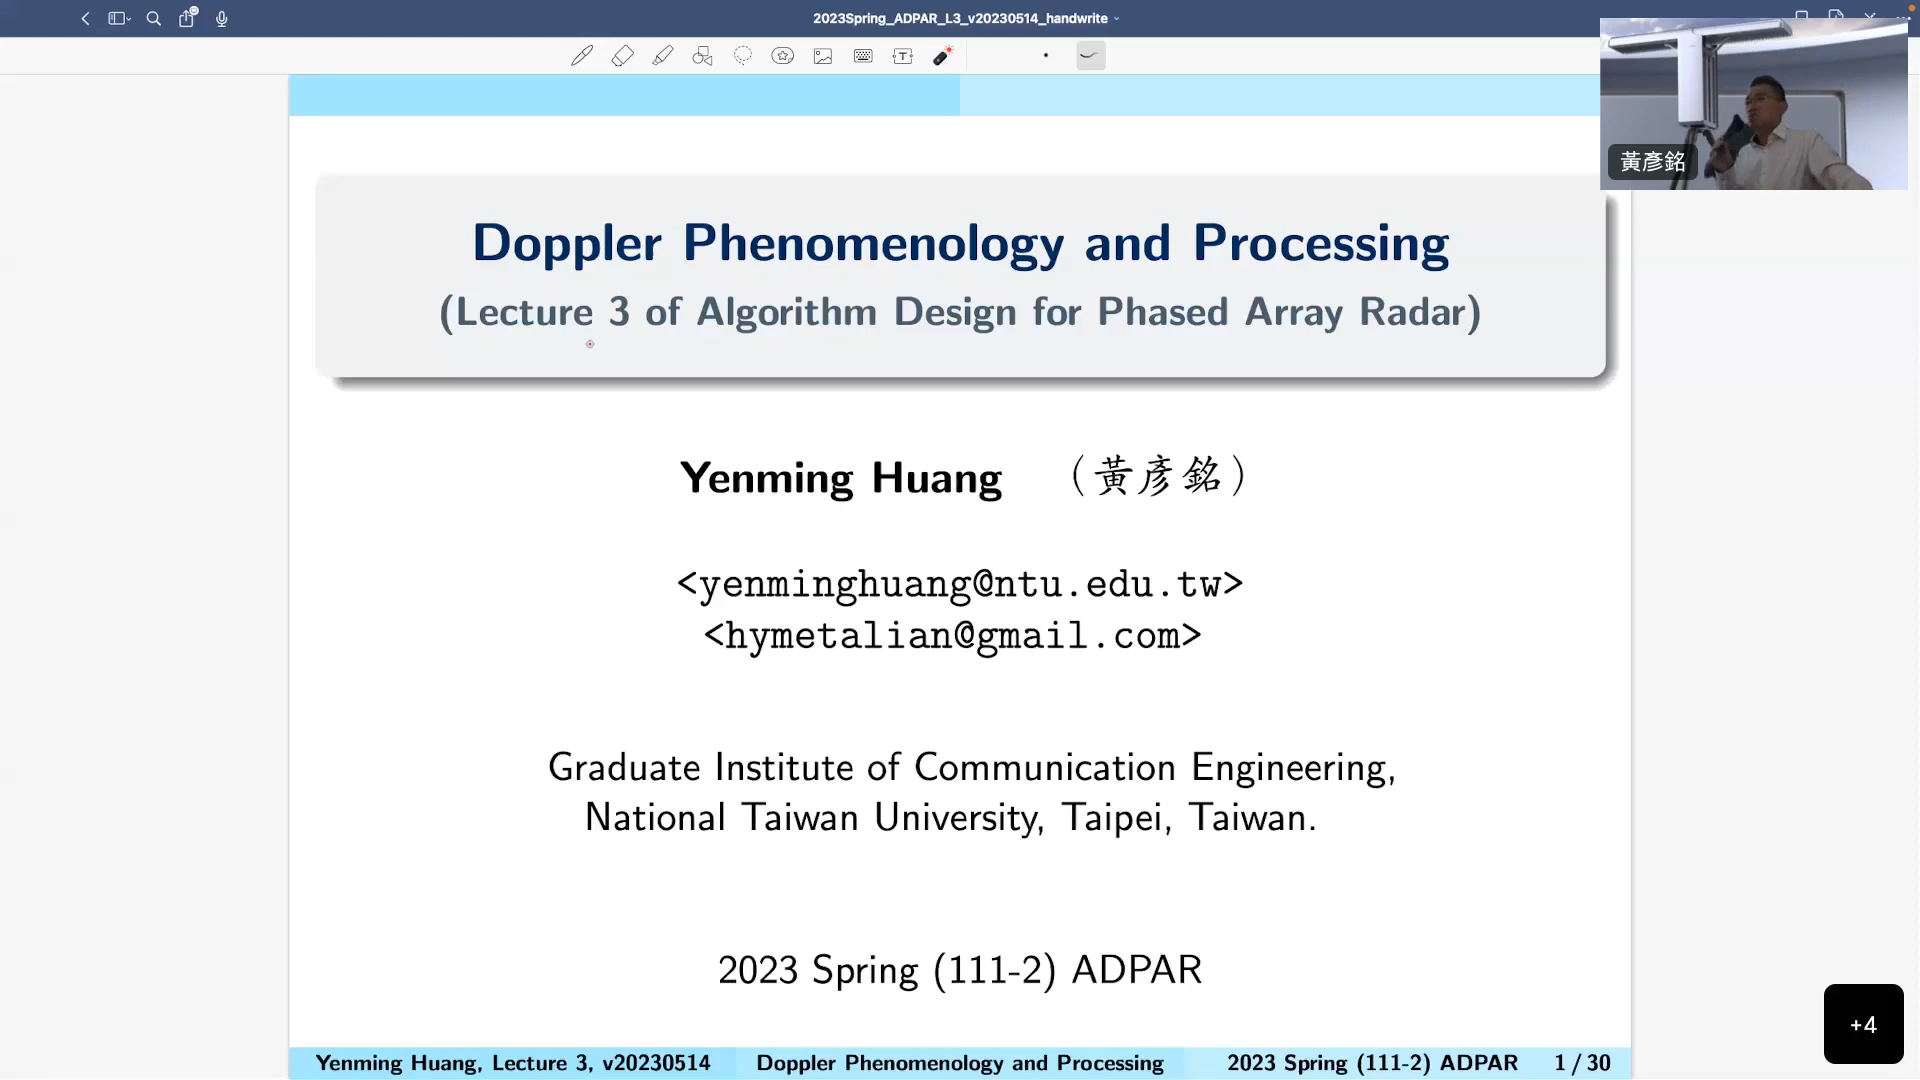 2023Spring_ADPAR_L3_v20230514_handwrite
黃彥銘
Doppler Phenomenology and Processing
(Lecture 3 of Algorithm Design for Phased Array Radar)
Yenming Huang （黃彥銘）
<yenminghuang@ntu.edu.tw>
<hymetalian@gmail.com>
Graduate Institute of Communication Engineering,
National Taiwan University, Taipei, Taiwan.
2023 Spring (111-2) ADPAR
+4
Yenming Huang, Lecture 3, v20230514 Doppler Phenomenology and Processing 2023 Spring (111-2) ADPAR 1 / 30